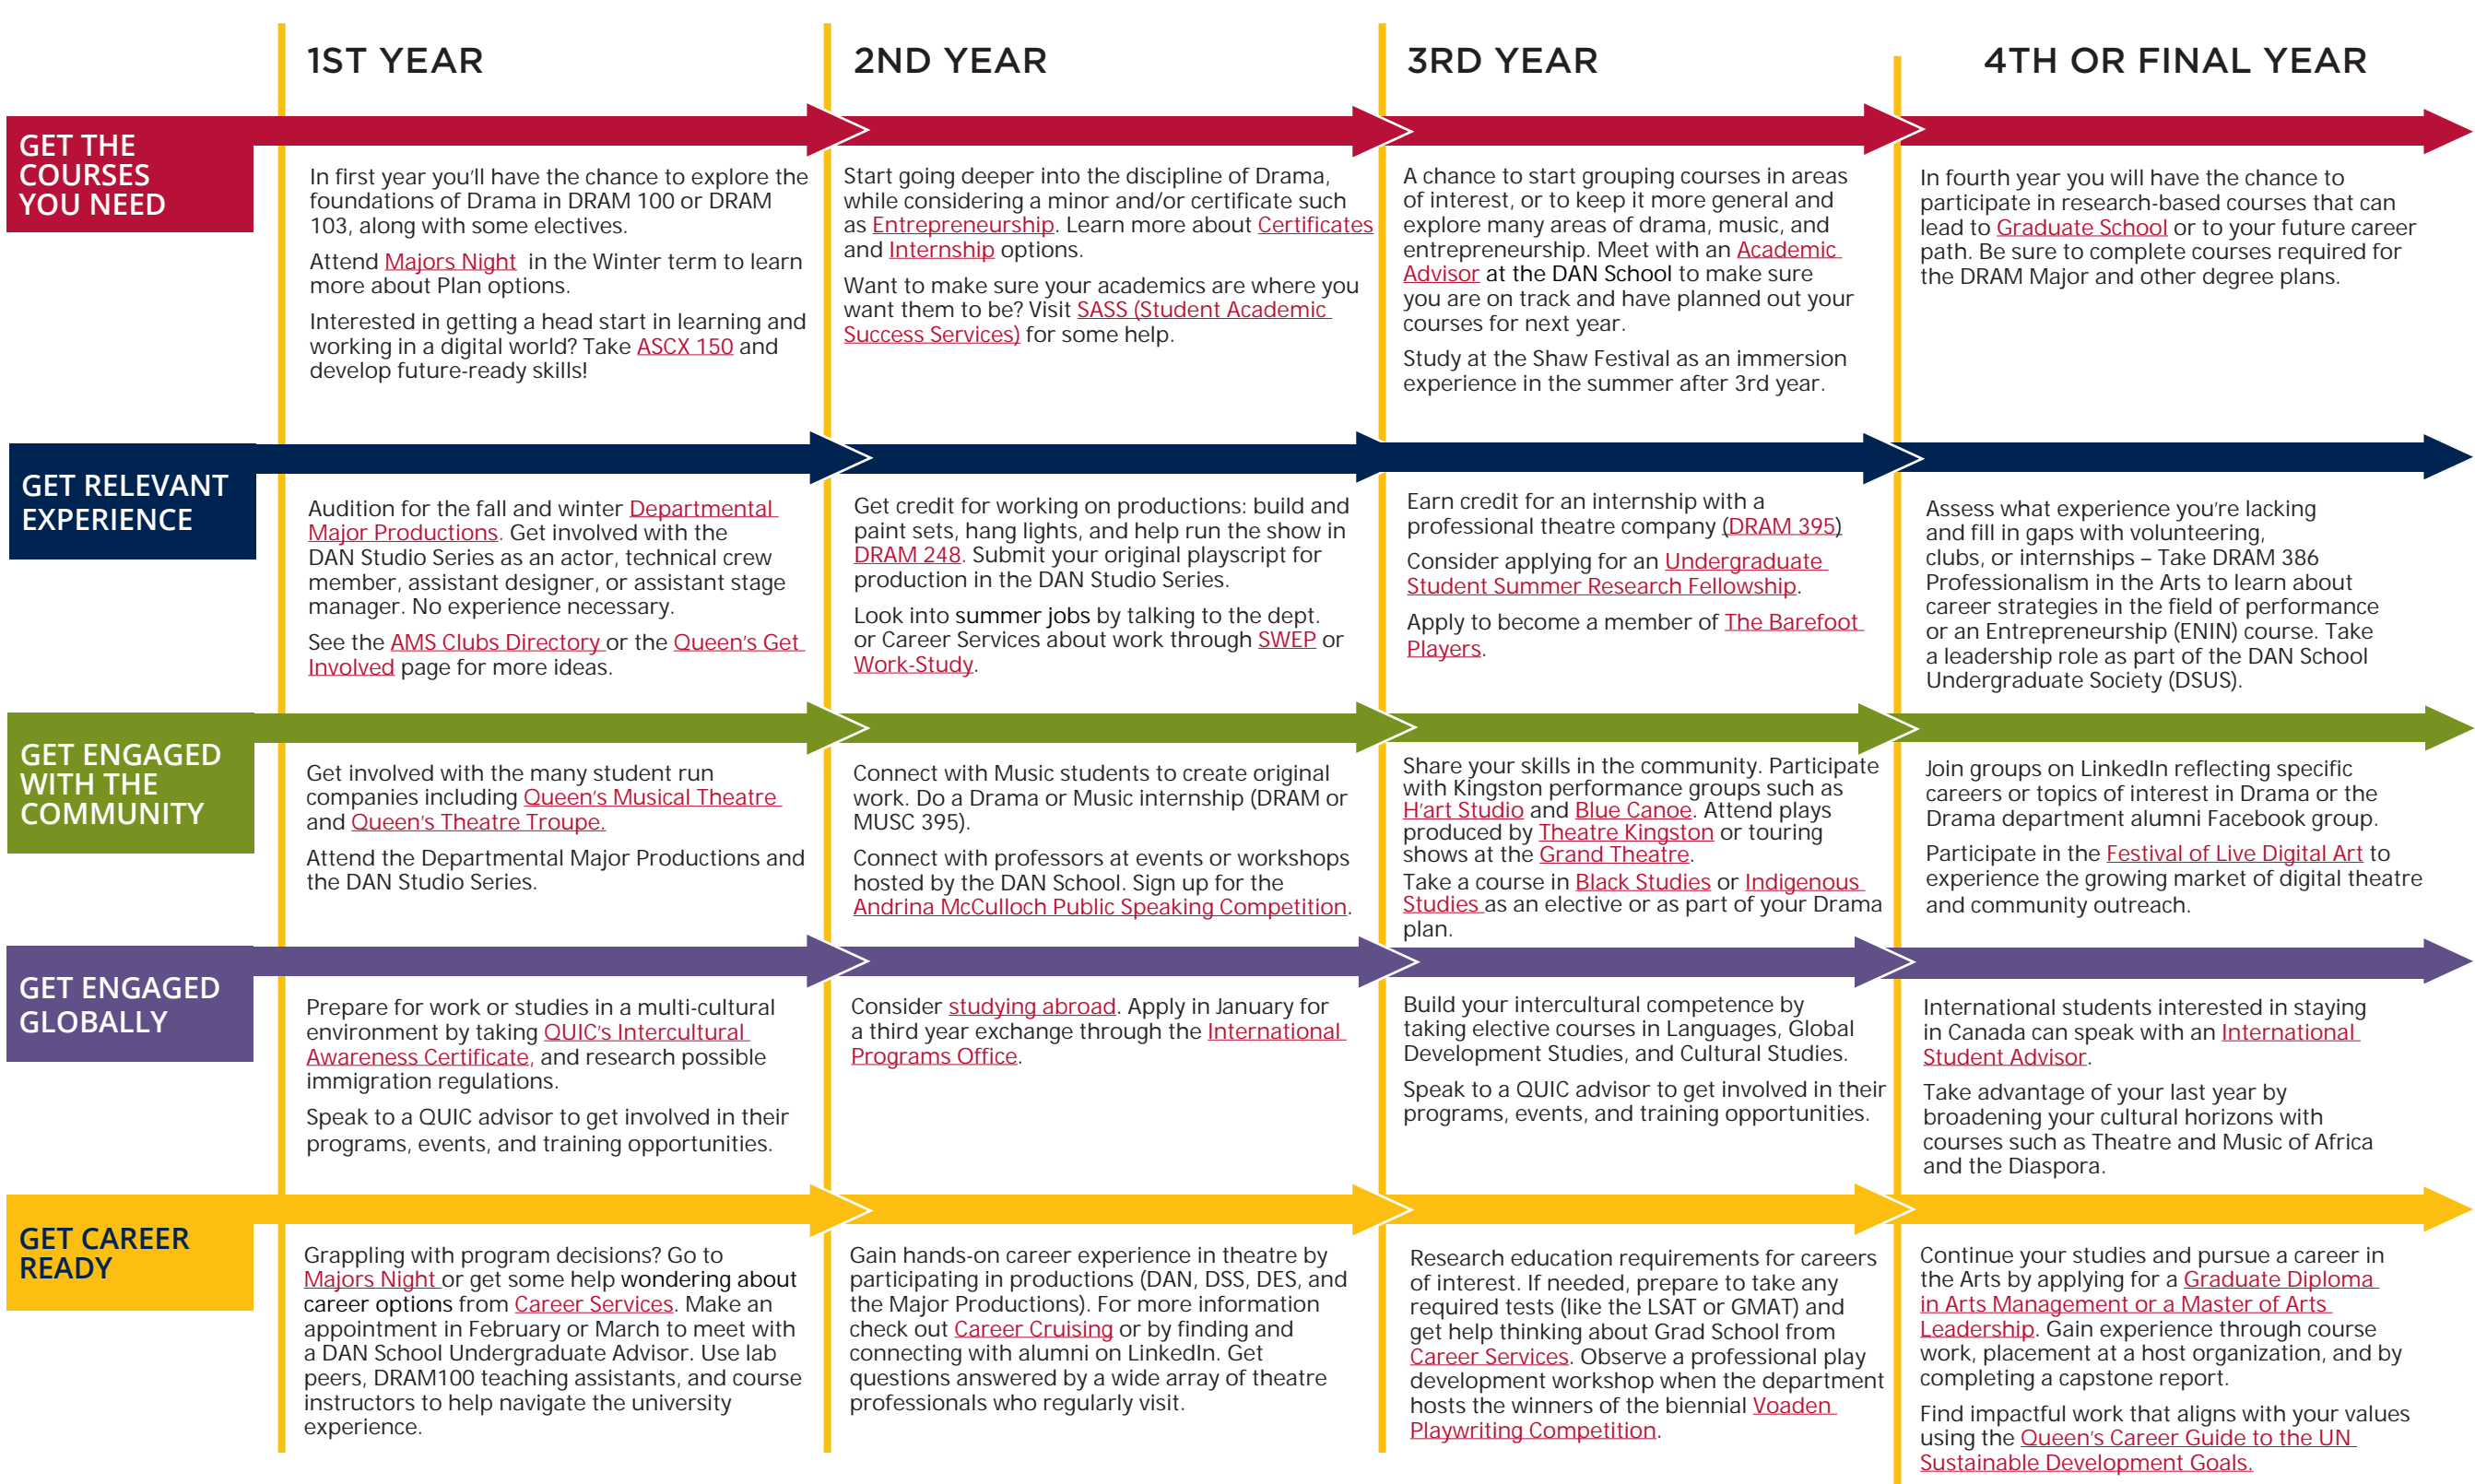 1ST YEAR
2ND YEAR
3RD YEAR
4TH OR FINAL YEAR
GET THE
COURSES
YOU NEED
In first year you'll have the chance to explore the
foundations of Drama in DRAM 100 or DRAM
103, along with some electives.
Attend Majors Night in the Winter term to learn
more about Plan options.
Interested in getting a head start in learning and
working in a digital world? Take ASCX 150 and
develop future-ready skills!
Start going deeper into the discipline of Drama,
while considering a minor and/or certificate such
as Entrepreneurship. Learn more about Certificates
and Internship options.
Want to make sure your academics are where you
want them to be? Visit SASS (Student Academic
Success Services) for some help.
A chance to start grouping courses in areas
of interest, or to keep it more general and
explore many areas of drama, music, and
entrepreneurship. Meet with an Academic
Advisor at the DAN School to make sure
you are on track and have planned out your
courses for next year.
Study at the Shaw Festival as an immersion
experience in the summer after 3rd year.
In fourth year you will have the chance to
participate in research-based courses that can
lead to Graduate School or to your future career
path. Be sure to complete courses required for
the DRAM Major and other degree plans.
GET RELEVANT
EXPERIENCE
Audition for the fall and winter Departmental
Major Productions. Get involved with the
DAN Studio Series as an actor, technical crew
member, assistant designer, or assistant stage
manager. No experience necessary.
See the AMS Clubs Directory or the Queen's Get
Involved page for more ideas.
Get credit for working on productions: build and
paint sets, hang lights, and help run the show in
DRAM 248. Submit your original playscript for
production in the DAN Studio Series.
Look into summer jobs by talking to the dept.
or Career Services about work through SWEP or
Work-Study.
Earn credit for an internship with a
professional theatre company (DRAM 395)
Consider applying for an Undergraduate
Student Summer Research Fellowship.
Apply to become a member of The Barefoot
Players.
Assess what experience you're lacking
and fill in gaps with volunteering,
clubs, or internships – Take DRAM 386
Professionalism in the Arts to learn about
career strategies in the field of performance
or an Entrepreneurship (ENIN) course. Take
a leadership role as part of the DAN School
Undergraduate Society (DSUS).
GET ENGAGED
WITH THE
COMMUNITY
Get involved with the many student run
companies including Queen's Musical Theatre
and Queen's Theatre Troupe.
Attend the Departmental Major Productions and
the DAN Studio Series.
Connect with Music students to create original
work. Do a Drama or Music internship (DRAM or
MUSC 395).
Connect with professors at events or workshops
hosted by the DAN School. Sign up for the
Andrina McCulloch Public Speaking Competition.
Share your skills in the community. Participate
with Kingston performance groups such as
H'art Studio and Blue Canoe. Attend plays
produced by Theatre Kingston or touring
shows at the Grand Theatre.
Take a course in Black Studies or Indigenous
Studies as an elective or as part of your Drama
plan.
Join groups on LinkedIn reflecting specific
careers or topics of interest in Drama or the
Drama department alumni Facebook group.
Participate in the Festival of Live Digital Art to
experience the growing market of digital theatre
and community outreach.
GET ENGAGED
GLOBALLY
Prepare for work or studies in a multi-cultural
environment by taking QUIC's Intercultural
Awareness Certificate, and research possible
immigration regulations.
Speak to a QUIC advisor to get involved in their
programs, events, and training opportunities.
Consider studying abroad. Apply in January for
a third year exchange through the International
Programs Office.
Build your intercultural competence by
taking elective courses in Languages, Global
Development Studies, and Cultural Studies.
Speak to a QUIC advisor to get involved in their
programs, events, and training opportunities.
International students interested in staying
in Canada can speak with an International
Student Advisor.
Take advantage of your last year by
broadening your cultural horizons with
courses such as Theatre and Music of Africa
and the Diaspora.
GET CAREER
READY
Grappling with program decisions? Go to
Majors Night or get some help wondering about
career options from Career Services. Make an
appointment in February or March to meet with
a DAN School Undergraduate Advisor. Use lab
peers, DRAM100 teaching assistants, and course
instructors to help navigate the university
experience.
Gain hands-on career experience in theatre by
participating in productions (DAN, DSS, DES, and
the Major Productions). For more information
check out Career Cruising or by finding and
connecting with alumni on LinkedIn. Get
questions answered by a wide array of theatre
professionals who regularly visit.
Research education requirements for careers
of interest. If needed, prepare to take any
required tests (like the LSAT or GMAT) and
get help thinking about Grad School from
Career Services. Observe a professional play
development workshop when the department
hosts the winners of the biennial Voaden
Playwriting Competition.
Continue your studies and pursue a career in
the Arts by applying for a Graduate Diploma
in Arts Management or a Master of Arts
Leadership. Gain experience through course
work, placement at a host organization, and by
completing a capstone report.
Find impactful work that aligns with your values
using the Queen's Career Guide to the UN
Sustainable Development Goals.